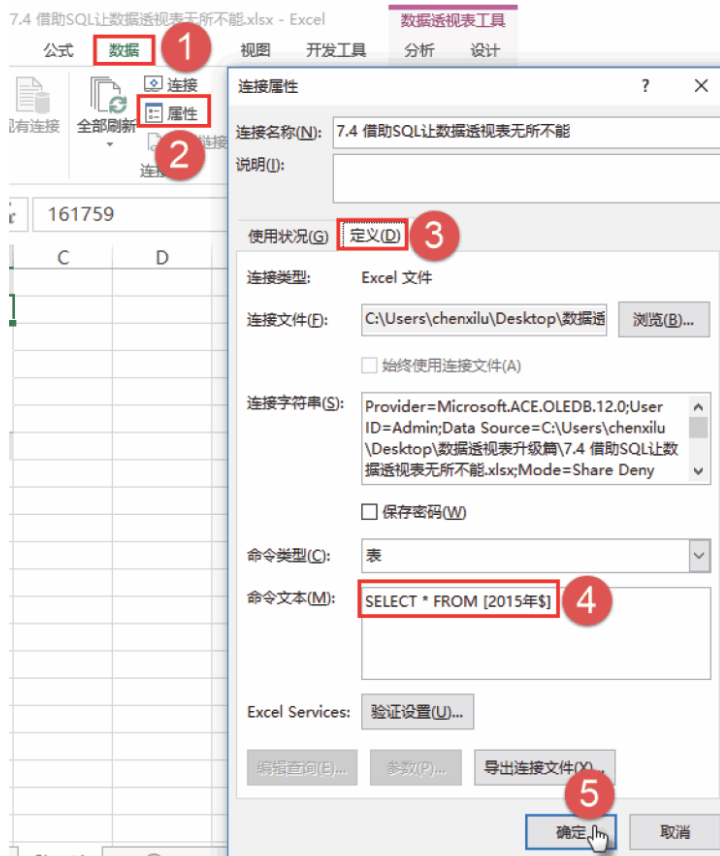 7.4 借助SQL让数据透视表无所不能.xlsx - Excel
数据透视表工具
公式
数据
1
视图
开发工具
分析
设计
连接
有连接
全部刷新
属性
2
链接
连
161759
C
D
连接属性
?
连接名称(N):
7.4 借助SQL让数据透视表无所不能
说明(I):
使用状况(G)
定义(D)
3
连接类型:
Excel 文件
连接文件(F):
C:\Users\chenxilu\Desktop\数据透
浏览(B)...
始终使用连接文件(A)
连接字符串(S):
Provider=Microsoft.ACE.OLEDB.12.0;User
ID=Admin;Data Source=C:\Users\chenxilu
\Desktop\数据透视表升级篇\7.4 借助SQL让数
据透视表无所不能.xlsx;Mode=Share Deny
保存密码(W)
命令类型(C):
表
命令文本(M):
SELECT * FROM [2015年$]
4
Excel Services:
验证设置(U)...
编辑查询(E)...
参数(P)...
导出连接文件(X)...
5
确定
取消